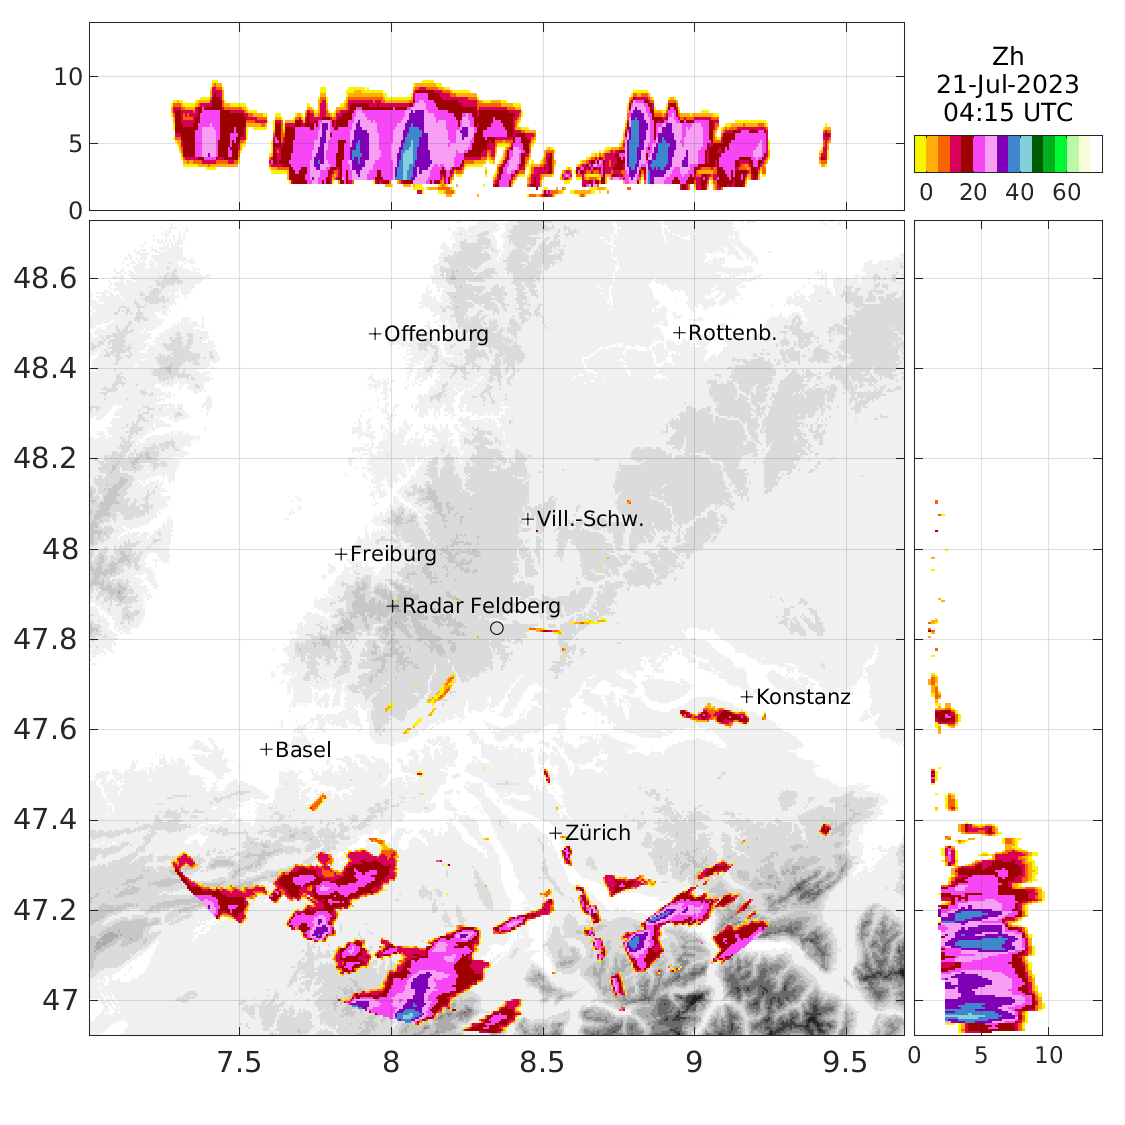 10
5
0
Zh
21-Jul-2023
04:15 UTC
0 20 40 60
48.6
48.4
48.2
48
47.8
47.6
47.4
47.2
47
+Offenburg
+Rottenb.
+Vill.-Schw.
+Freiburg
+Radar Feldberg
+Konstanz
+Basel
+Zürich
7.5 8 8.5 9 9.5
0 5 10